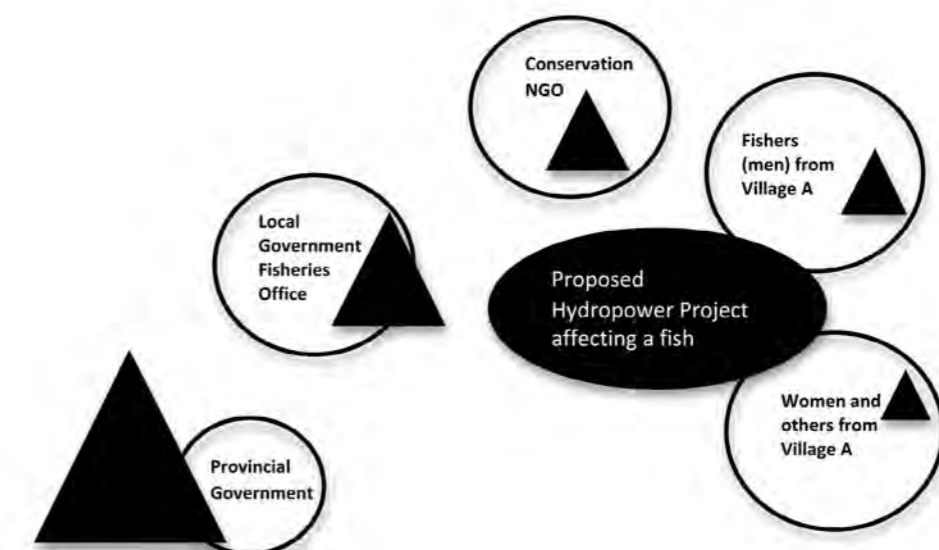 Conservation
NGO
Fishers
(men) from
Village A
Local
Government
Fisheries
Office
Proposed
Hydropower Project
affecting a fish
Women and
others from
Village A
Provincial
Government